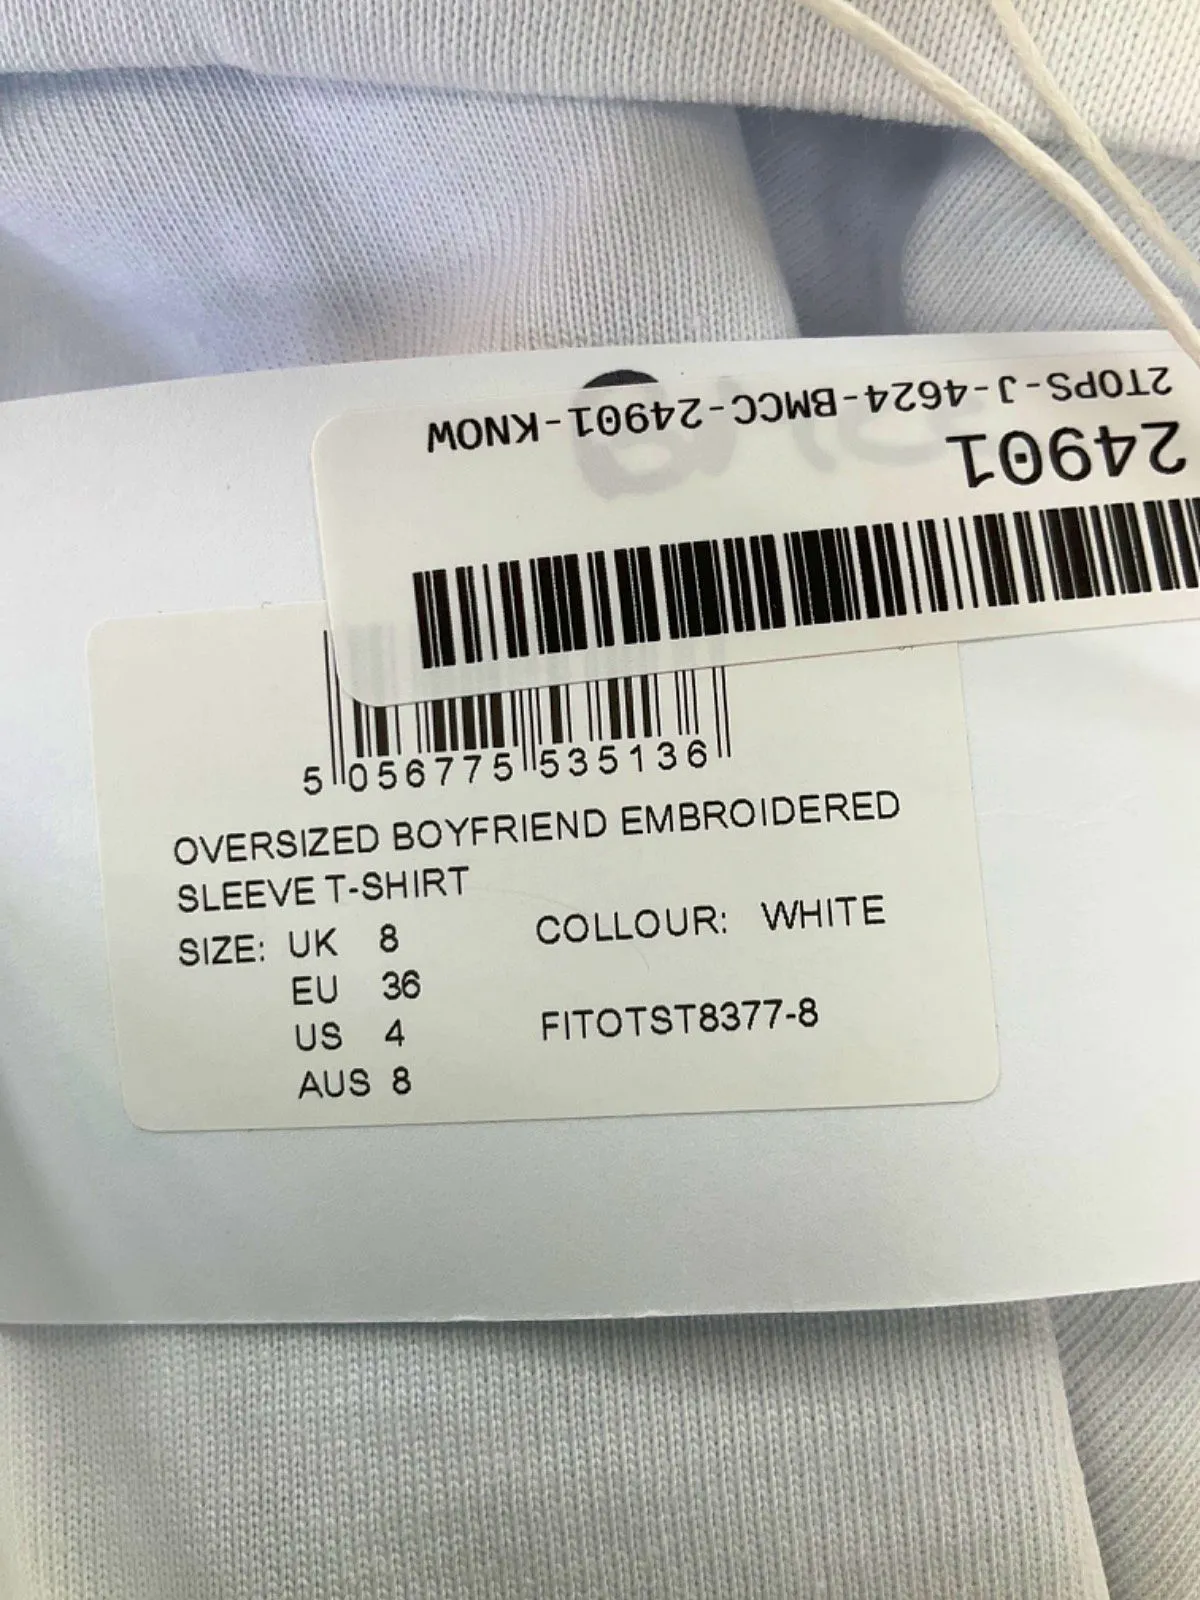 2TOPS-J-4624-BMCC-24901-KNOW
24901
5 056775 535136
OVERSIZED BOYFRIEND EMBROIDERED
SLEEVE T-SHIRT
SIZE: UK 8 COLLOUR: WHITE
EU 36
US 4 FITOTST8377-8
AUS 8